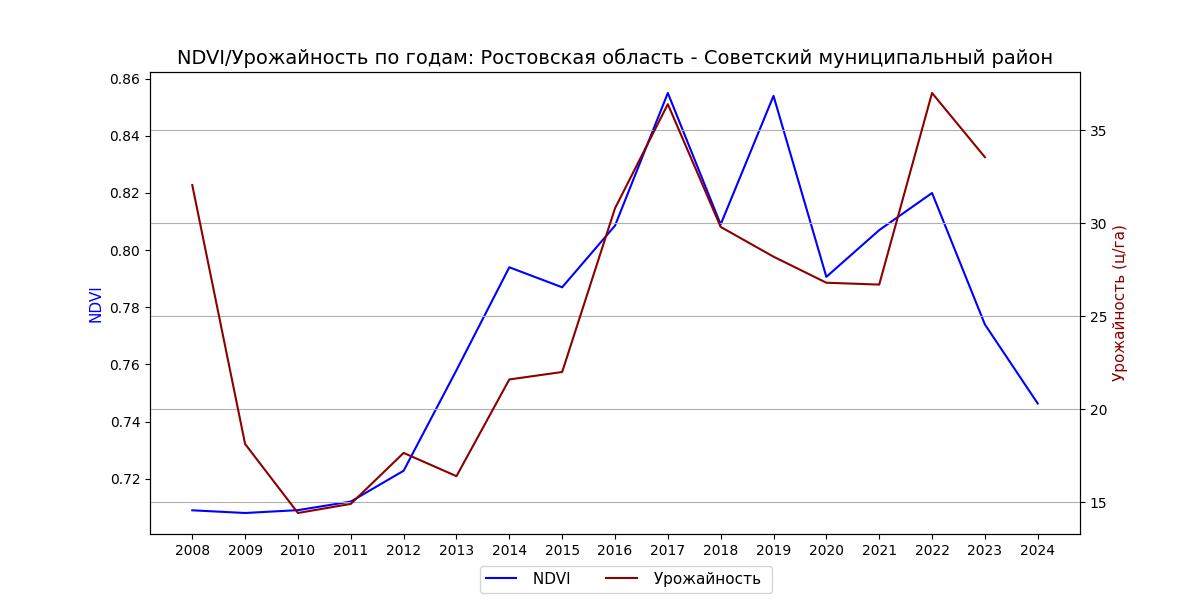 NDVI/Урожайность по годам: Ростовская область - Советский муниципальный район
0.86
0.84
0.82
0.80
0.78
0.76
0.74
0.72
NDVI
35
30
25
20
15
Урожайность (ц/га)
2008 2009 2010 2011 2012 2013 2014 2015 2016 2017 2018 2019 2020 2021 2022 2023 2024
NDVI Урожайность